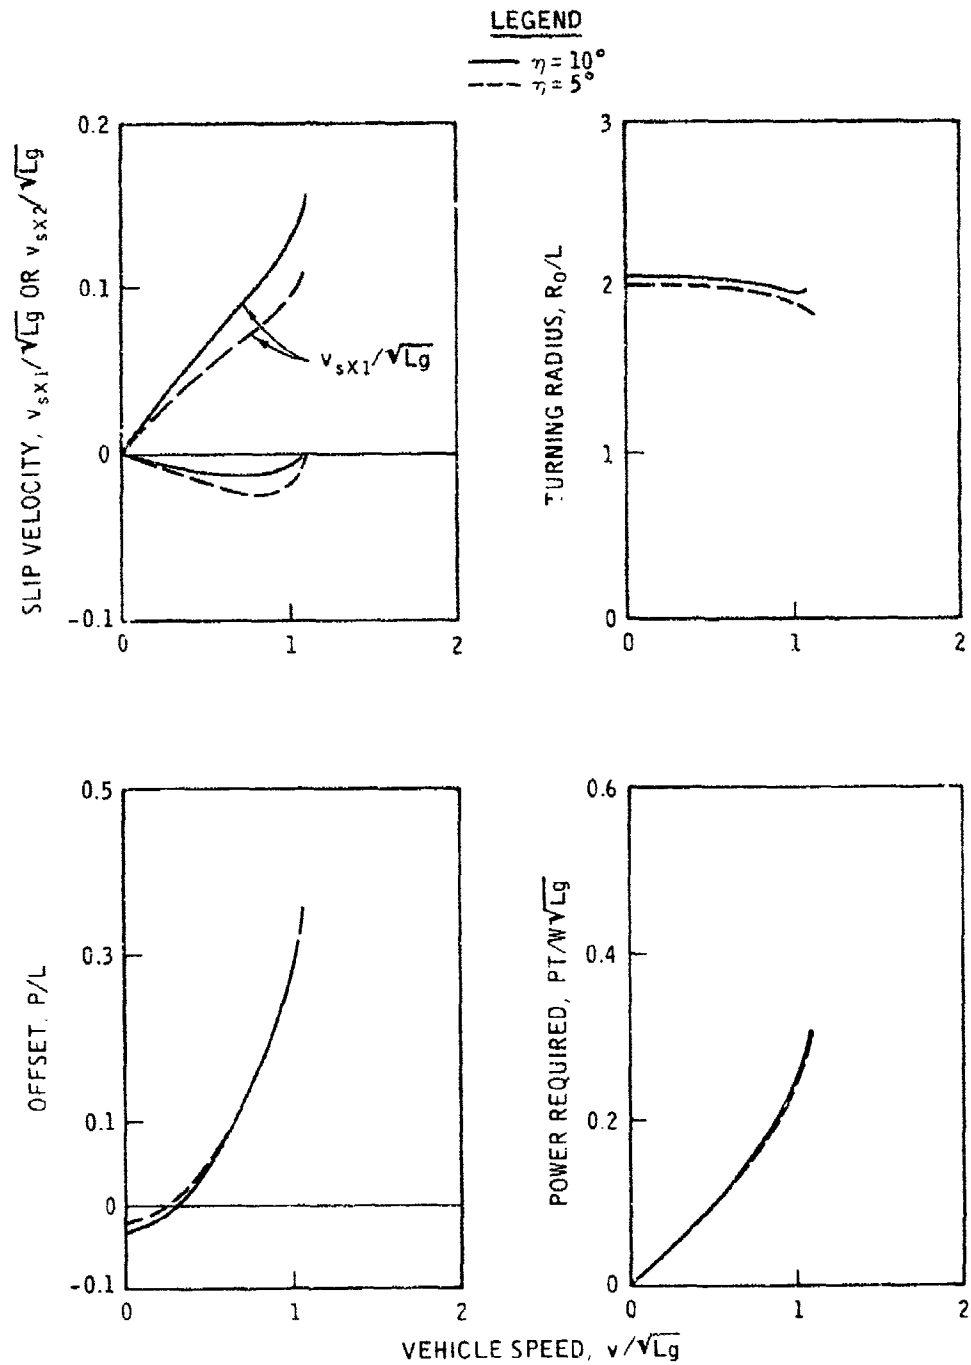 LEGEND
η = 10°
η = 5°
SLIP VELOCITY, v_sX1/√Lg OR v_sX2/√Lg
0.2
0.1
0
-0.1
0 1 2
v_sX1/√Lg
TURNING RADIUS, R_0/L
3
2
1
0
0 1 2
OFFSET, P/L
0.5
0.3
0.1
0
-0.1
0 1 2
POWER REQUIRED, PT/W√Lg
0.6
0.4
0.2
0
0 1 2
VEHICLE SPEED, v/√Lg